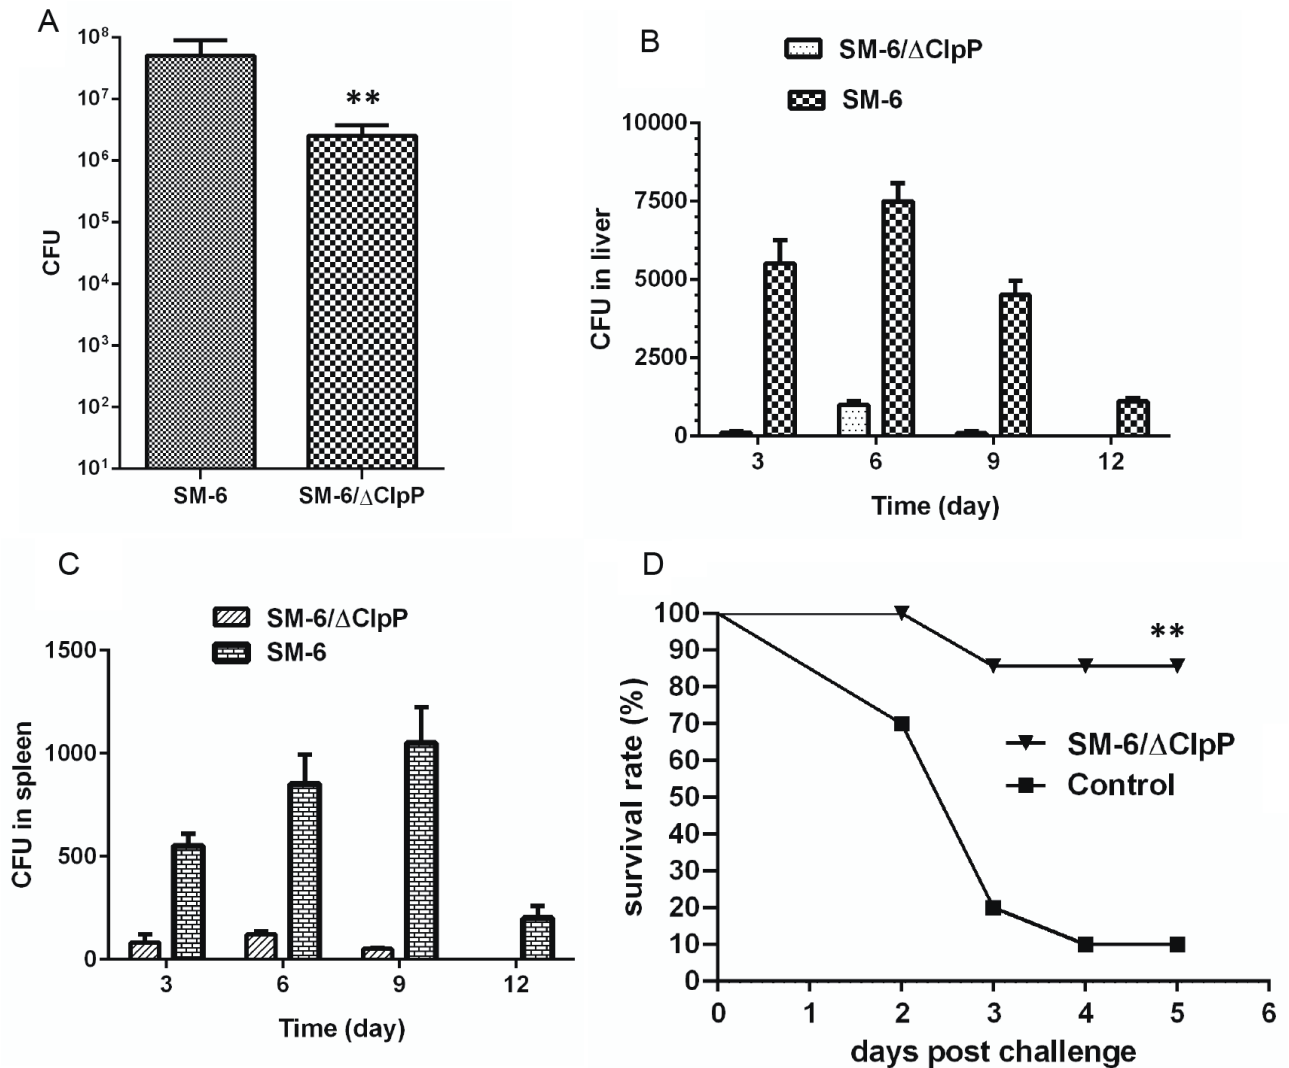 A
10⁸
10⁷
10⁶
10⁵
10⁴
10³
10²
10¹
CFU
**
SM-6
SM-6/ΔClpP
B
SM-6/ΔClpP
SM-6
10000
7500
5000
2500
0
CFU in liver
3 6 9 12
Time (day)
C
SM-6/ΔClpP
SM-6
1500
1000
500
0
CFU in spleen
3 6 9 12
Time (day)
D
100
90
80
70
60
50
40
30
20
10
0
survival rate (%)
**
SM-6/ΔClpP
Control
0 1 2 3 4 5 6
days post challenge